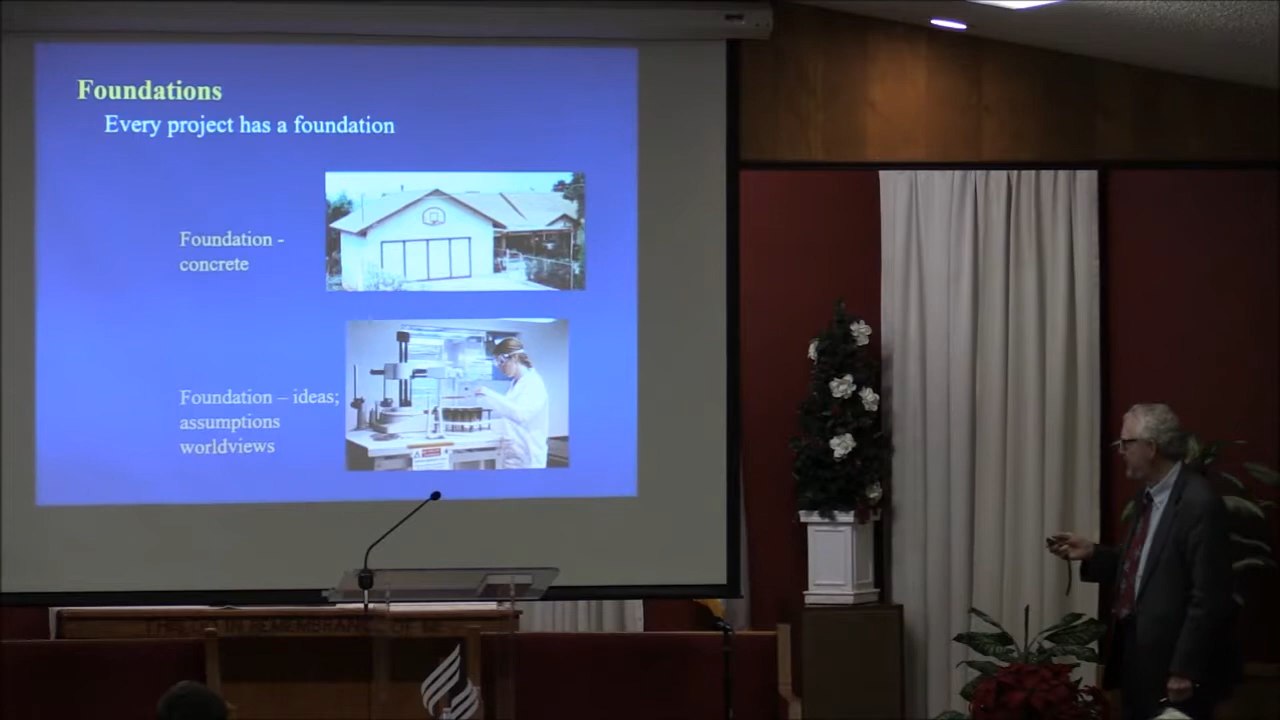 Foundations
Every project has a foundation
Foundation -
concrete
Foundation – ideas;
assumptions
worldviews